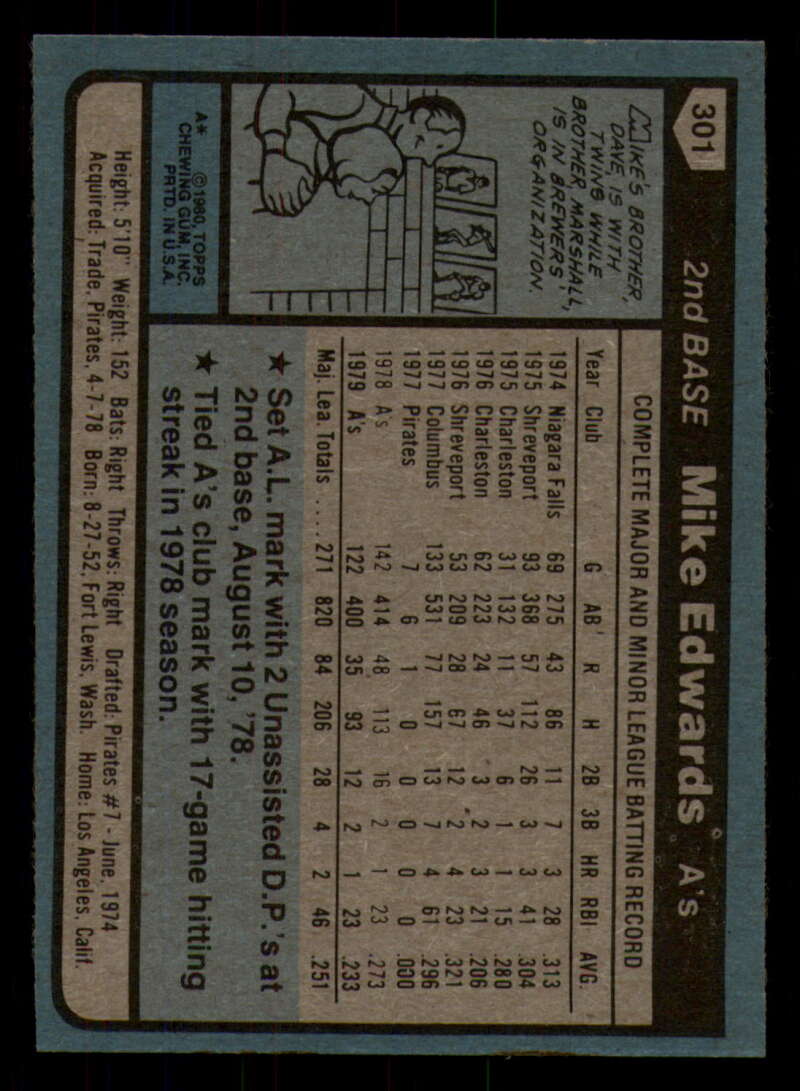 301 2nd BASE Mike Edwards A's
MIKE'S BROTHER,
DAVE, IS WITH
TWINS WHILE
BROTHER, MARSHALL,
IS IN BREWERS'
ORGANIZATION.
A* ©1980 TOPPS
CHEWING GUM, INC.
PRTD. IN U.S.A.
COMPLETE MAJOR AND MINOR LEAGUE BATTING RECORD
Year Club G AB R H 2B 3B HR RBI AVG.
1974 Niagara Falls 69 275 43 86 11 7 3 28 .313
1975 Shreveport 93 368 57 112 26 3 3 41 .304
1975 Charleston 31 132 11 37 6 1 1 15 .280
1976 Charleston 62 223 24 46 3 2 3 21 .206
1976 Shreveport 53 209 28 67 12 2 4 23 .321
1977 Columbus 133 531 77 157 13 7 4 61 .296
1977 Pirates 7 6 1 0 0 0 0 0 .000
1978 A's 142 414 48 113 16 2 1 23 .273
1979 A's 122 400 35 93 12 2 1 23 .233
Maj. Lea. Totals .... 271 820 84 206 28 4 2 46 .251
★ Set A.L. mark with 2 Unassisted D.P.'s at
2nd base, August 10, '78.
★ Tied A's club mark with 17-game hitting
streak in 1978 season.
Height: 5'10" Weight: 152 Bats: Right Throws: Right Drafted: Pirates #7 - June, 1974
Acquired: Trade, Pirates, 4-7-78 Born: 8-27-52, Fort Lewis, Wash. Home: Los Angeles, Calif.